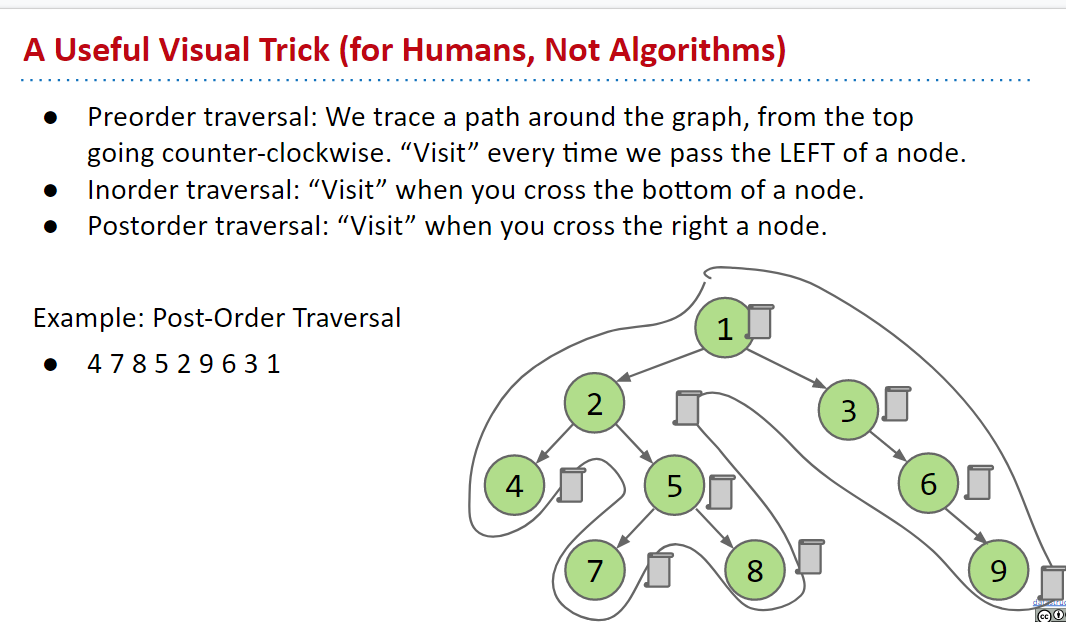 A Useful Visual Trick (for Humans, Not Algorithms)
● Preorder traversal: We trace a path around the graph, from the top
going counter-clockwise. “Visit” every time we pass the LEFT of a node.
● Inorder traversal: “Visit” when you cross the bottom of a node.
● Postorder traversal: “Visit” when you cross the right a node.
Example: Post-Order Traversal
● 4 7 8 5 2 9 6 3 1
1
2
3
4
5
6
7
8
9